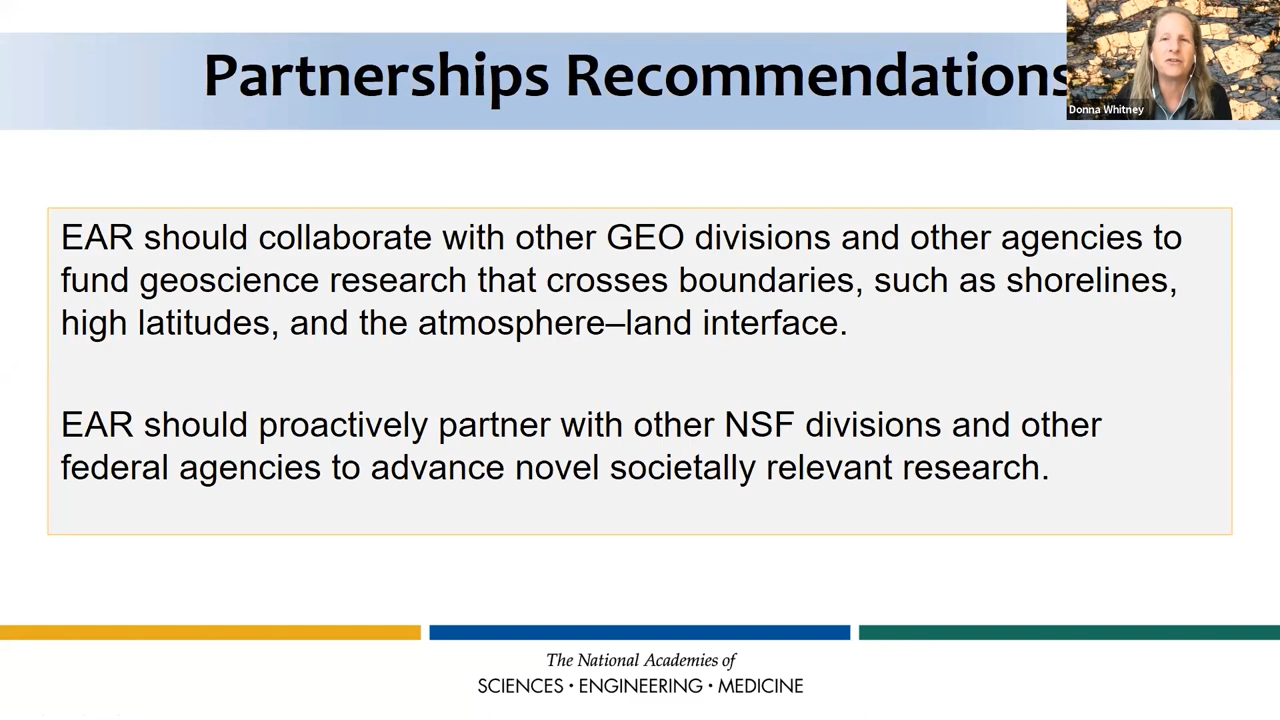 Partnerships Recommendations
Donna Whitney
EAR should collaborate with other GEO divisions and other agencies to
fund geoscience research that crosses boundaries, such as shorelines,
high latitudes, and the atmosphere–land interface.
EAR should proactively partner with other NSF divisions and other
federal agencies to advance novel societally relevant research.
The National Academies of
SCIENCES · ENGINEERING · MEDICINE